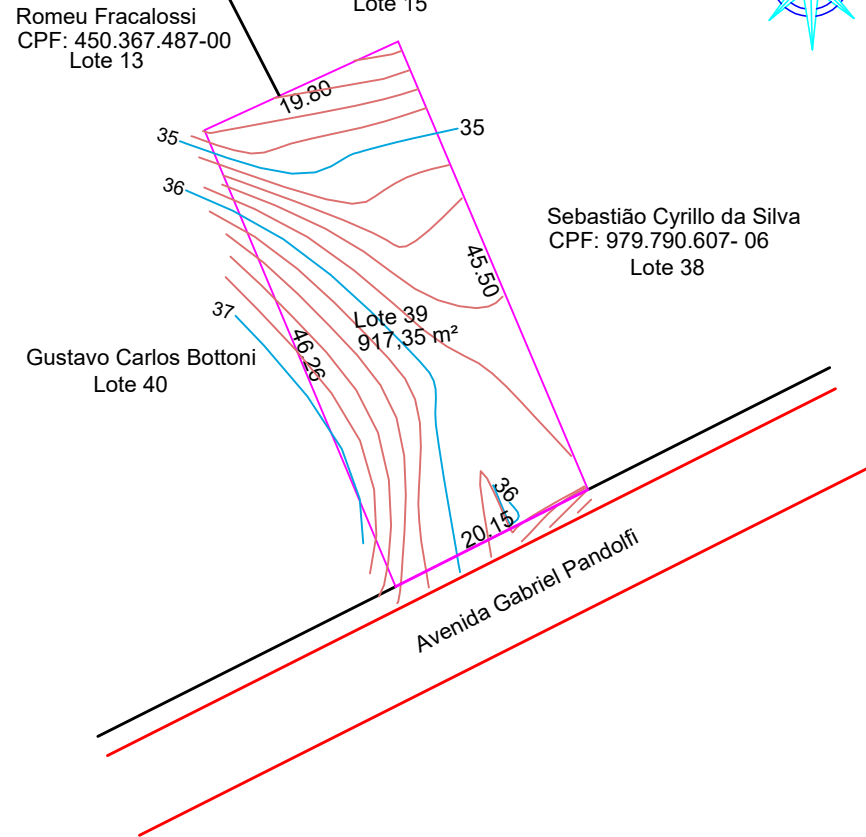 Lote 15
Romeu Fracalossi
CPF: 450.367.487-00
Lote 13
19.80
35
35
36
Sebastião Cyrillo da Silva
CPF: 979.790.607- 06
Lote 38
45.50
37
Lote 39
917,35 m²
46.26
Gustavo Carlos Bottoni
Lote 40
36
20.15
Avenida Gabriel Pandolfi